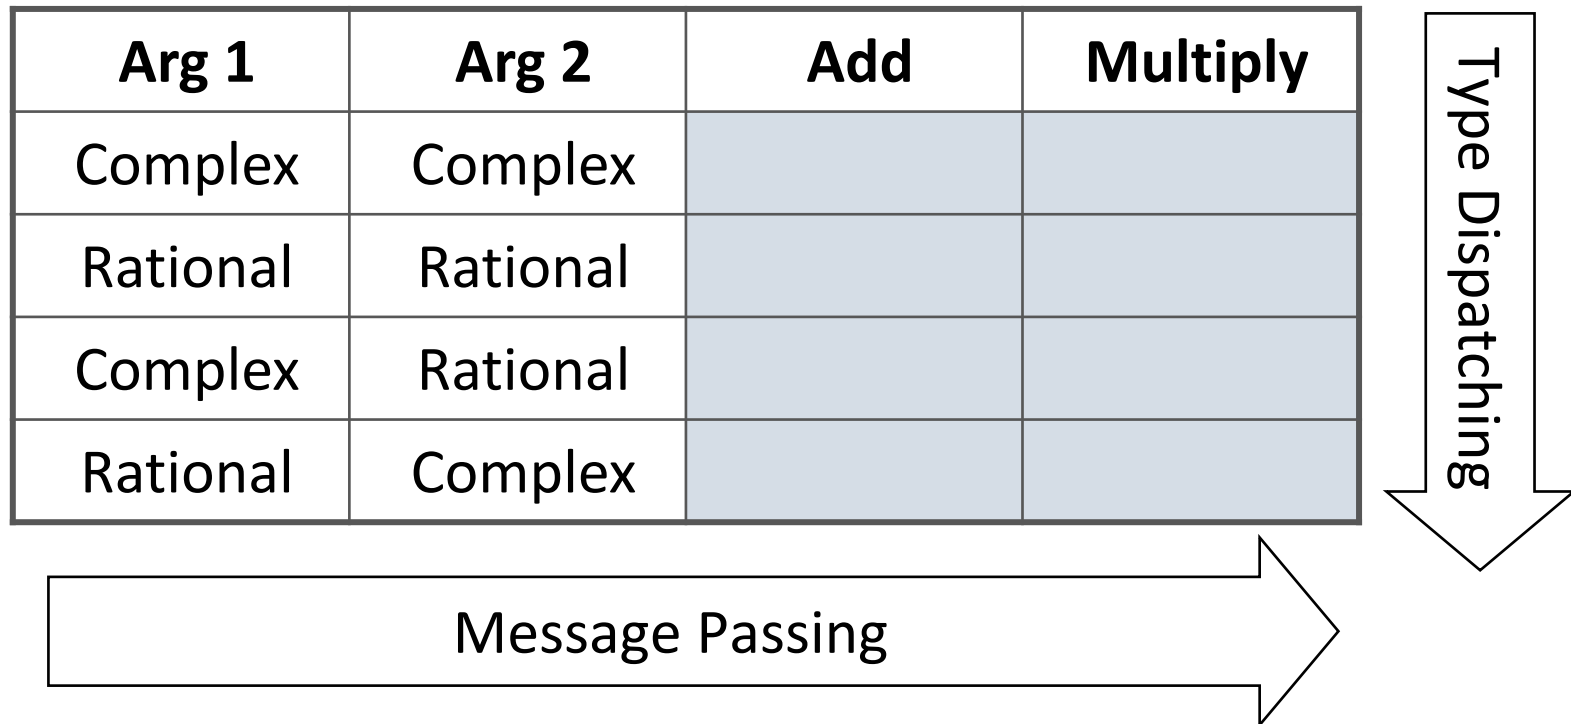 Arg 1 Arg 2 Add Multiply
Complex Complex
Rational Rational
Complex Rational
Rational Complex
Type Dispatching
Message Passing